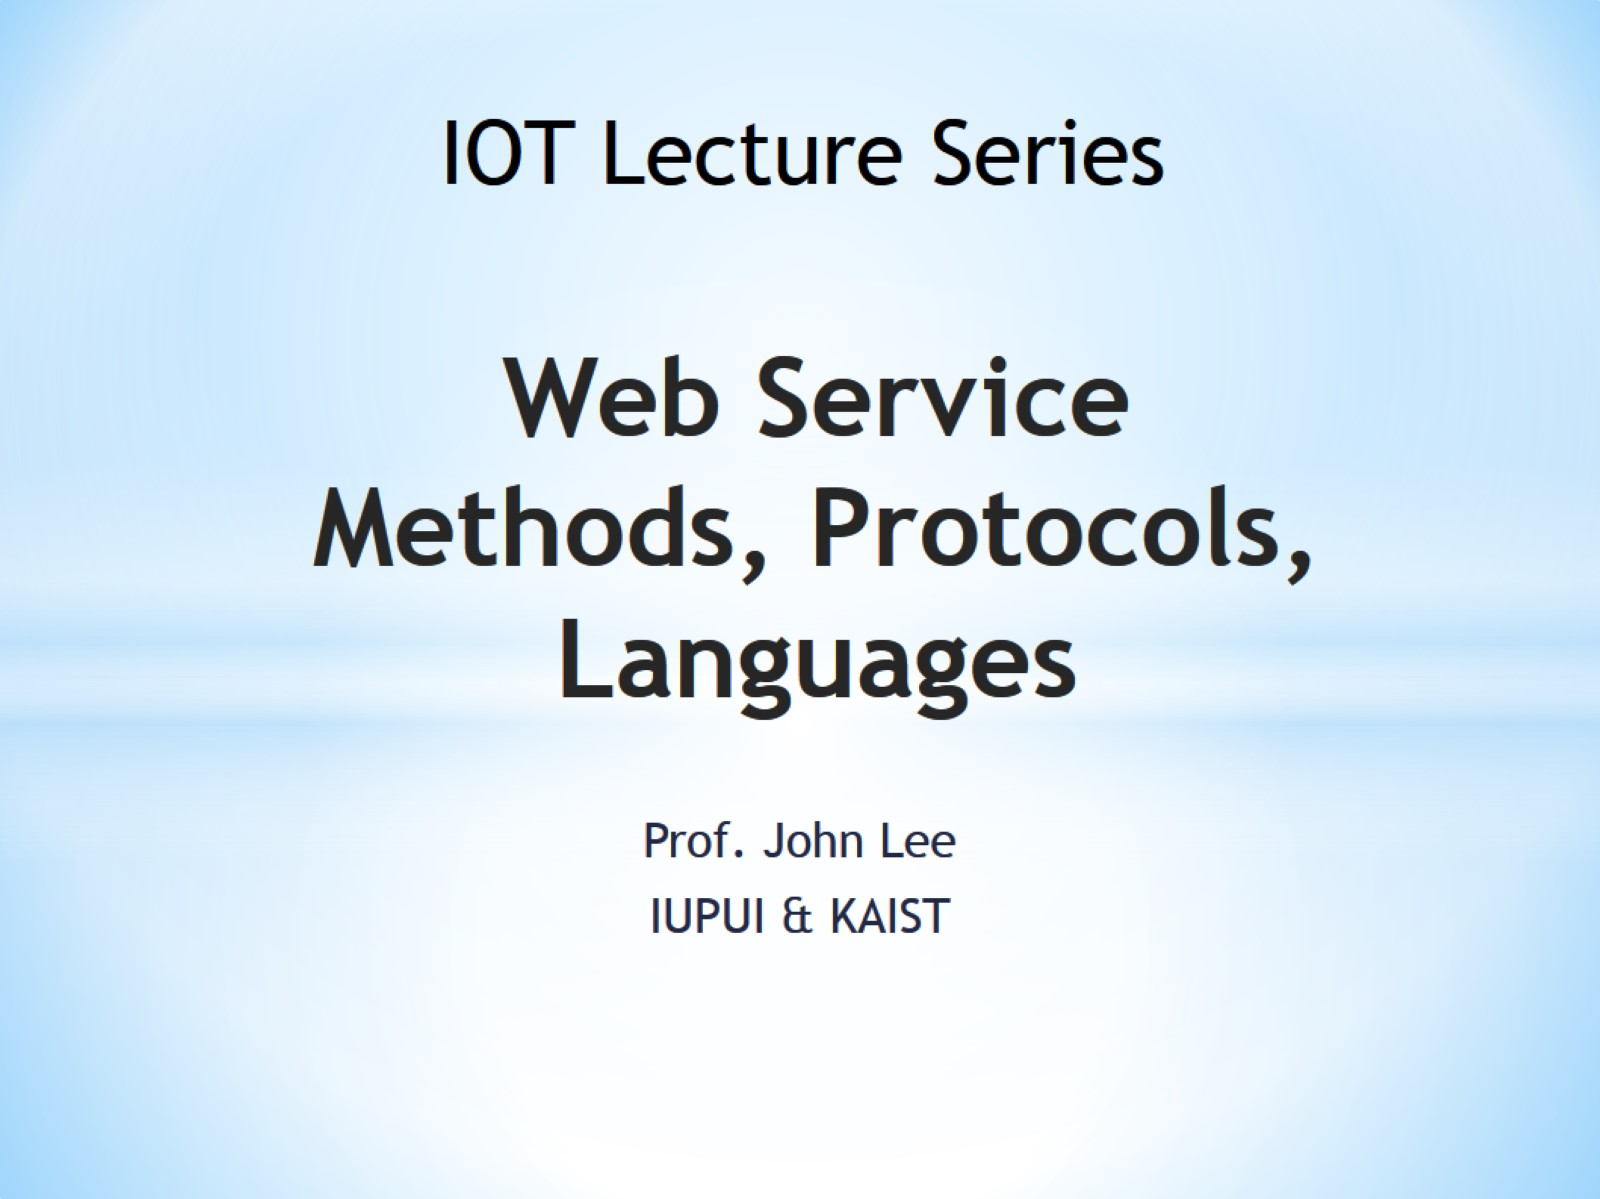 IOT Lecture Series
Web Service
Methods, Protocols,
Languages
Prof. John Lee
IUPUI & KAIST